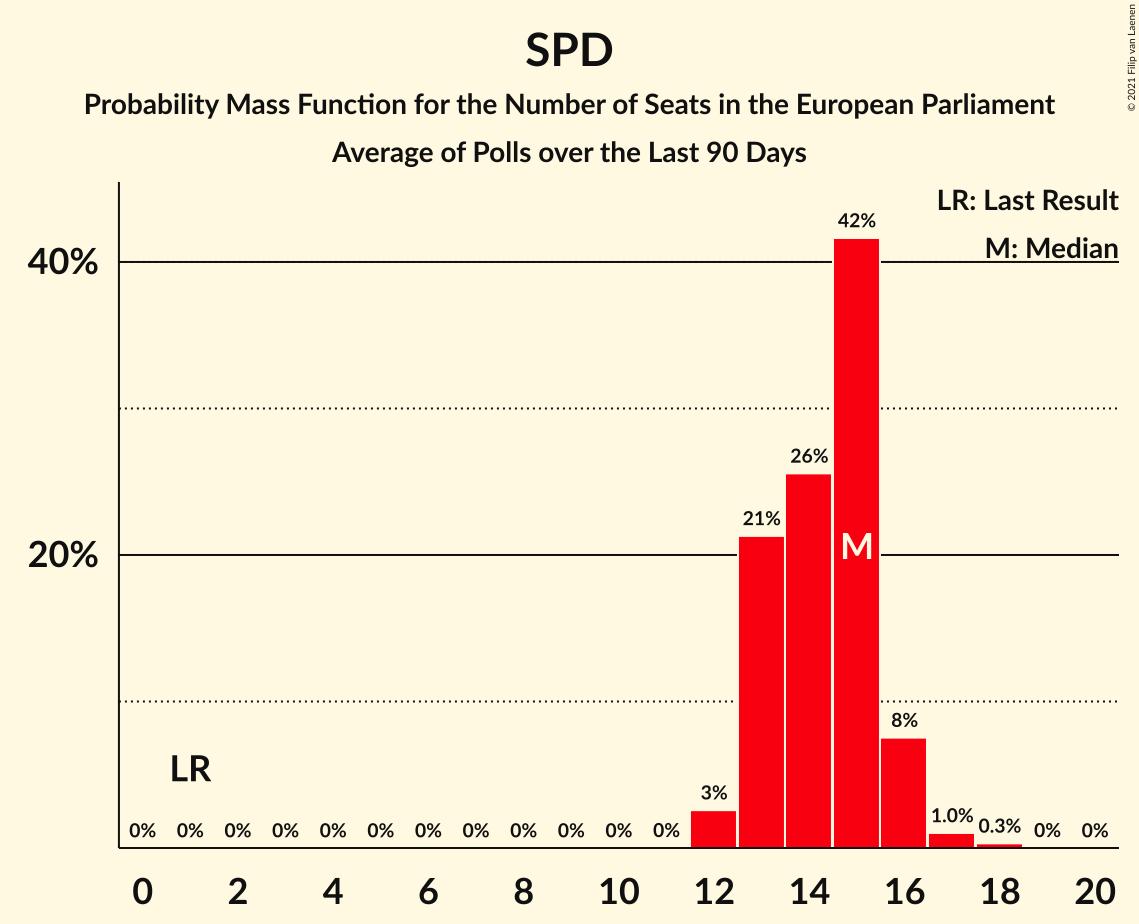 SPD
Probability Mass Function for the Number of Seats in the European Parliament
Average of Polls over the Last 90 Days
© 2021 Filip van Laenen
LR: Last Result
M: Median
40%
20%
42%
26%
21%
M
8%
LR
3%
1.0%
0.3%
0% 0% 0% 0% 0% 0% 0% 0% 0% 0% 0% 0% 0% 0%
0 2 4 6 8 10 12 14 16 18 20